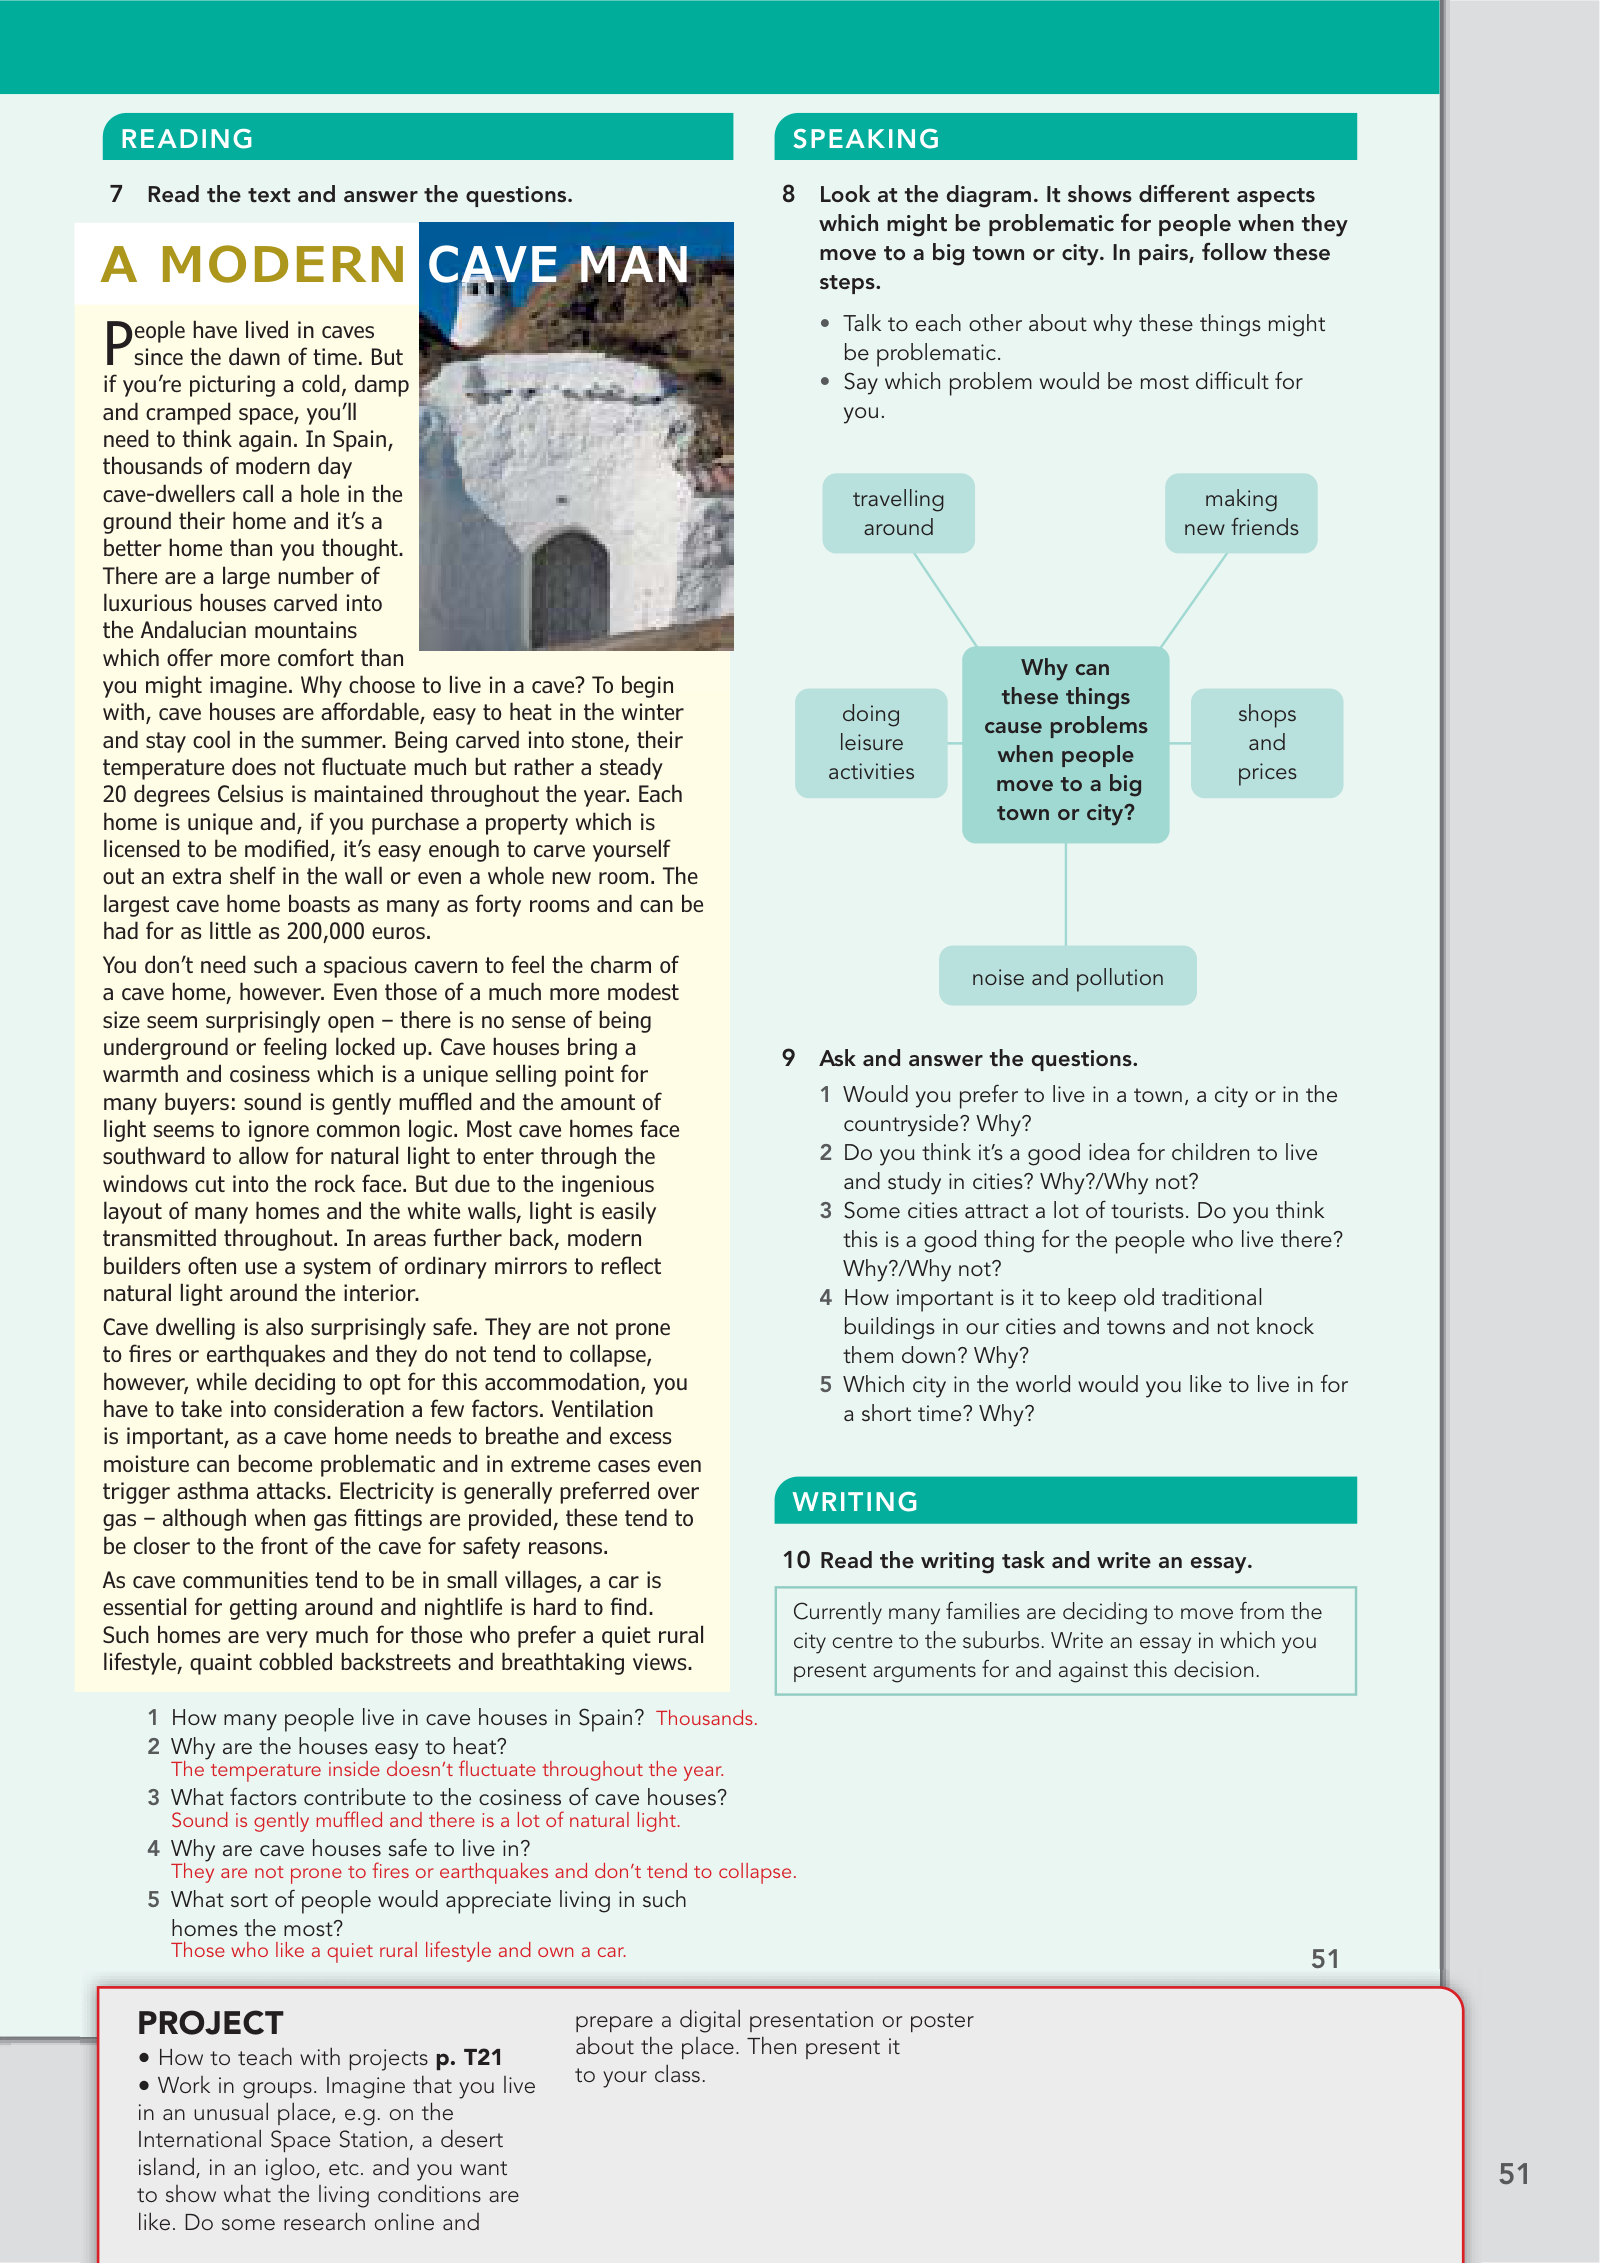 READING
7 Read the text and answer the questions.
A MODERN CAVE MAN
People have lived in caves
since the dawn of time. But
if you're picturing a cold, damp
and cramped space, you'll
need to think again. In Spain,
thousands of modern day
cave-dwellers call a hole in the
ground their home and it's a
better home than you thought.
There are a large number of
luxurious houses carved into
the Andalucian mountains
which offer more comfort than
you might imagine. Why choose to live in a cave? To begin
with, cave houses are affordable, easy to heat in the winter
and stay cool in the summer. Being carved into stone, their
temperature does not fluctuate much but rather a steady
20 degrees Celsius is maintained throughout the year. Each
home is unique and, if you purchase a property which is
licensed to be modified, it's easy enough to carve yourself
out an extra shelf in the wall or even a whole new room. The
largest cave home boasts as many as forty rooms and can be
had for as little as 200,000 euros.
You don't need such a spacious cavern to feel the charm of
a cave home, however. Even those of a much more modest
size seem surprisingly open – there is no sense of being
underground or feeling locked up. Cave houses bring a
warmth and cosiness which is a unique selling point for
many buyers: sound is gently muffled and the amount of
light seems to ignore common logic. Most cave homes face
southward to allow for natural light to enter through the
windows cut into the rock face. But due to the ingenious
layout of many homes and the white walls, light is easily
transmitted throughout. In areas further back, modern
builders often use a system of ordinary mirrors to reflect
natural light around the interior.
Cave dwelling is also surprisingly safe. They are not prone
to fires or earthquakes and they do not tend to collapse,
however, while deciding to opt for this accommodation, you
have to take into consideration a few factors. Ventilation
is important, as a cave home needs to breathe and excess
moisture can become problematic and in extreme cases even
trigger asthma attacks. Electricity is generally preferred over
gas – although when gas fittings are provided, these tend to
be closer to the front of the cave for safety reasons.
As cave communities tend to be in small villages, a car is
essential for getting around and nightlife is hard to find.
Such homes are very much for those who prefer a quiet rural
lifestyle, quaint cobbled backstreets and breathtaking views.
1 How many people live in cave houses in Spain? Thousands.
2 Why are the houses easy to heat?
The temperature inside doesn't fluctuate throughout the year.
3 What factors contribute to the cosiness of cave houses?
Sound is gently muffled and there is a lot of natural light.
4 Why are cave houses safe to live in?
They are not prone to fires or earthquakes and don't tend to collapse.
5 What sort of people would appreciate living in such
homes the most?
Those who like a quiet rural lifestyle and own a car.
SPEAKING
8 Look at the diagram. It shows different aspects
which might be problematic for people when they
move to a big town or city. In pairs, follow these
steps.
• Talk to each other about why these things might
be problematic.
• Say which problem would be most difficult for
you.
travelling
around
making
new friends
doing
leisure
activities
Why can
these things
cause problems
when people
move to a big
town or city?
shops
and
prices
noise and pollution
9 Ask and answer the questions.
1 Would you prefer to live in a town, a city or in the
countryside? Why?
2 Do you think it's a good idea for children to live
and study in cities? Why?/Why not?
3 Some cities attract a lot of tourists. Do you think
this is a good thing for the people who live there?
Why?/Why not?
4 How important is it to keep old traditional
buildings in our cities and towns and not knock
them down? Why?
5 Which city in the world would you like to live in for
a short time? Why?
WRITING
10 Read the writing task and write an essay.
Currently many families are deciding to move from the
city centre to the suburbs. Write an essay in which you
present arguments for and against this decision.
51
PROJECT
• How to teach with projects p. T21
• Work in groups. Imagine that you live
in an unusual place, e.g. on the
International Space Station, a desert
island, in an igloo, etc. and you want
to show what the living conditions are
like. Do some research online and
prepare a digital presentation or poster
about the place. Then present it
to your class.
51